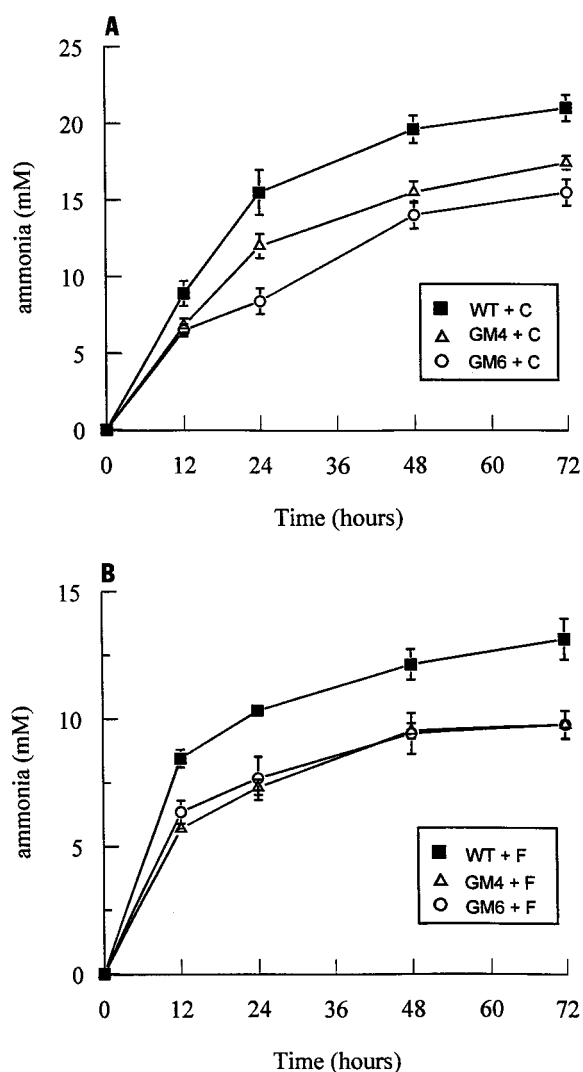 A
25
20
15
10
5
0
ammonia (mM)
0 12 24 36 48 60 72
Time (hours)
WT + C
GM4 + C
GM6 + C
B
15
10
5
0
ammonia (mM)
0 12 24 36 48 60 72
Time (hours)
WT + F
GM4 + F
GM6 + F